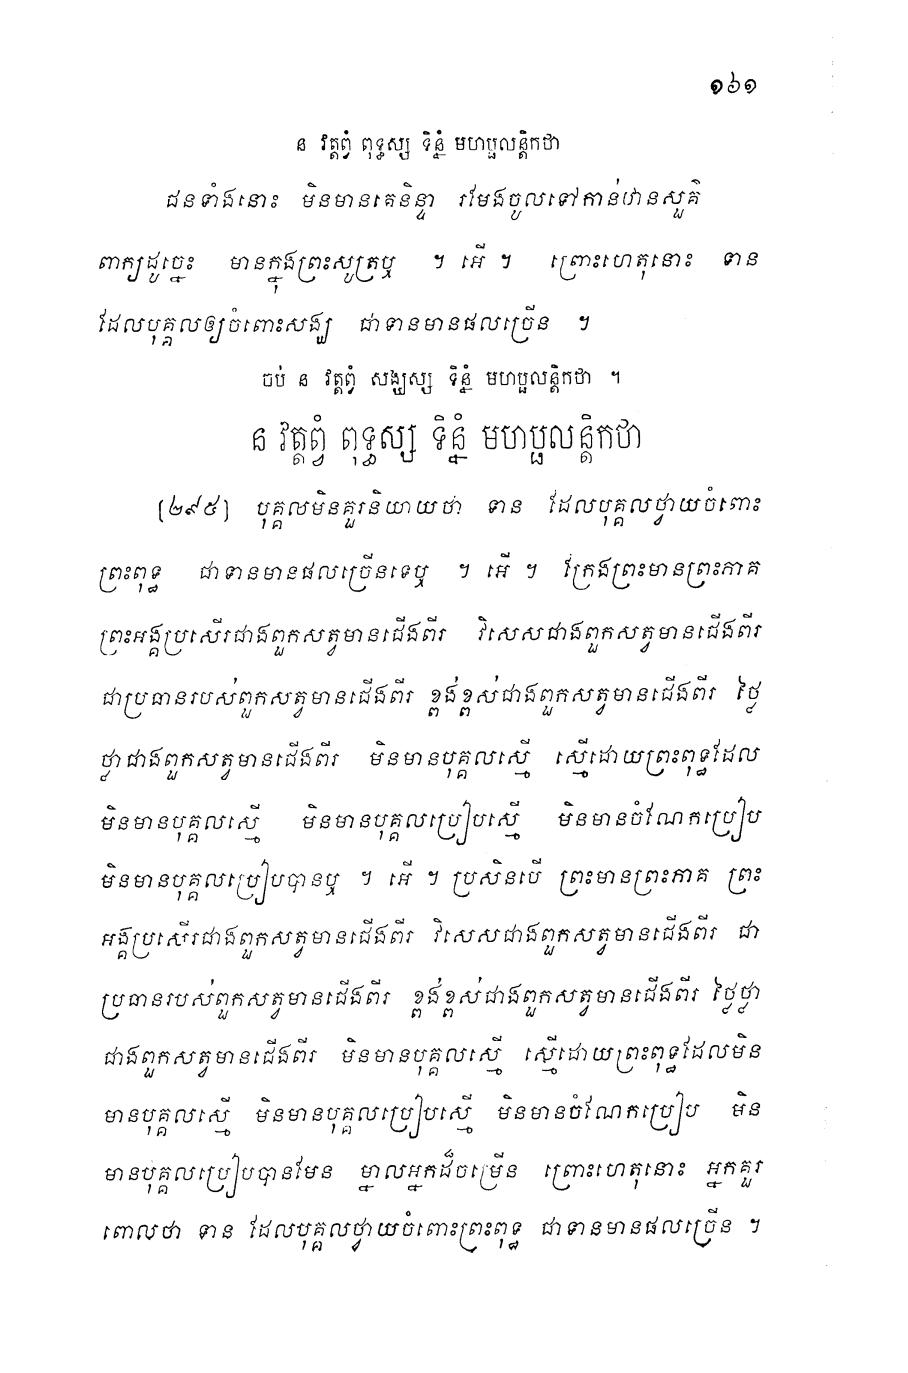 ១៦១
ន វត្តព្វំ ពុទ្ធស្ស ទិន្នំ មហប្ផលន្តិកថា
ជនទាំងនោះ មិនមានគេនិន្ទា រមែងចូលទៅកាន់ឋានសួគ៌
ពាក្យដូច្នេះ មានក្នុងព្រះសូត្រឬ ។ អើ ។ ព្រោះហេតុនោះ ទាន
ដែលបុគ្គលឲ្យចំពោះសង្ឃ ជាទានមានផលច្រើន ។
ចប់ ន វត្តព្វំ សង្ឃស្ស ទិន្នំ មហប្ផលន្តិកថា ។
ន វត្តព្វំ ពុទ្ធស្ស ទិន្នំ មហប្ផលន្តិកថា
[២៩៥] បុគ្គលមិនគួរនិយាយថា ទាន ដែលបុគ្គលថ្វាយចំពោះ
ព្រះពុទ្ធ ជាទានមានផលច្រើនទេឬ ។ អើ ។ ក្រែងព្រះមានព្រះភាគ
ព្រះអង្គប្រសើរជាងពួកសត្វមានជើងពីរ វិសេសជាងពួកសត្វមានជើងពីរ
ជាប្រធានរបស់ពួកសត្វមានជើងពីរ ខ្ពង់ខ្ពស់ជាងពួកសត្វមានជើងពីរ ថ្លៃ
ថ្លាជាងពួកសត្វមានជើងពីរ មិនមានបុគ្គលស្មើ ស្មើដោយព្រះពុទ្ធដែល
មិនមានបុគ្គលស្មើ មិនមានបុគ្គលប្រៀបស្មើ មិនមានចំណែកប្រៀប
មិនមានបុគ្គលប្រៀបបានឬ ។ អើ ។ ប្រសិនបើ ព្រះមានព្រះភាគ ព្រះ
អង្គប្រសើរជាងពួកសត្វមានជើងពីរ វិសេសជាងពួកសត្វមានជើងពីរ ជា
ប្រធានរបស់ពួកសត្វមានជើងពីរ ខ្ពង់ខ្ពស់ជាងពួកសត្វមានជើងពីរ ថ្លៃថ្លា
ជាងពួកសត្វមានជើងពីរ មិនមានបុគ្គលស្មើ ស្មើដោយព្រះពុទ្ធដែលមិន
មានបុគ្គលស្មើ មិនមានបុគ្គលប្រៀបស្មើ មិនមានចំណែកប្រៀប មិន
មានបុគ្គលប្រៀបបានមែន ម្នាលអ្នកដ៏ចម្រើន ព្រោះហេតុនោះ អ្នកគួរ
ពោលថា ទាន ដែលបុគ្គលថ្វាយចំពោះព្រះពុទ្ធ ជាទានមានផលច្រើន ។